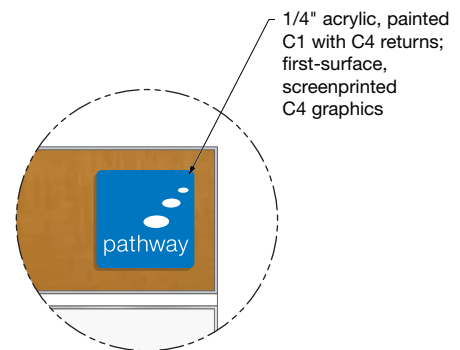 1/4" acrylic, painted
C1 with C4 returns;
first-surface,
screenprinted
C4 graphics
pathway